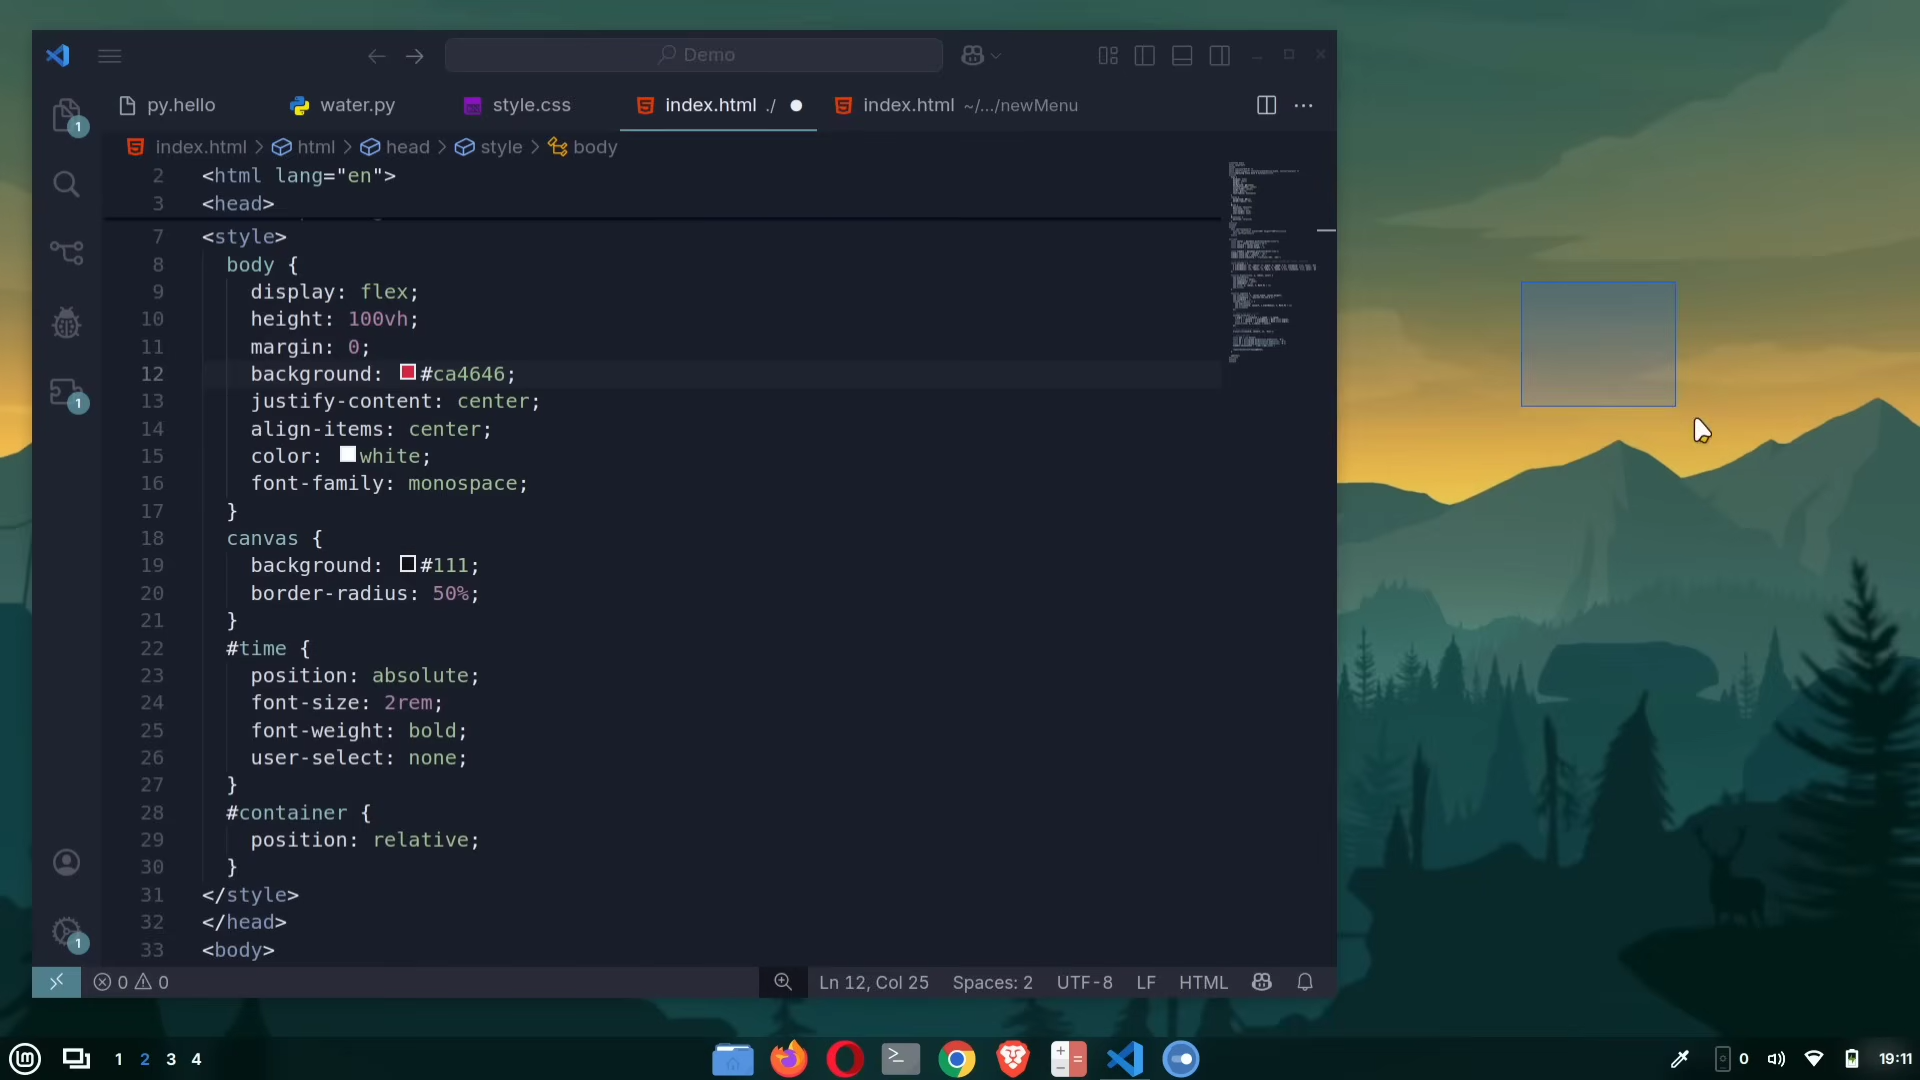 Demo
py.hello water.py style.css index.html ./ index.html ~/.../newMenu
index.html > html > head > style > body
2 <html lang="en">
3 <head>
7 <style>
8 body {
9 display: flex;
10 height: 100vh;
11 margin: 0;
12 background: #ca4646;
13 justify-content: center;
14 align-items: center;
15 color: white;
16 font-family: monospace;
17 }
18 canvas {
19 background: #111;
20 border-radius: 50%;
21 }
22 #time {
23 position: absolute;
24 font-size: 2rem;
25 font-weight: bold;
26 user-select: none;
27 }
28 #container {
29 position: relative;
30 }
31 </style>
32 </head>
33 <body>
1
1
1
0 0 Ln 12, Col 25 Spaces: 2 UTF-8 LF HTML
1 2 3 4 0 19:11